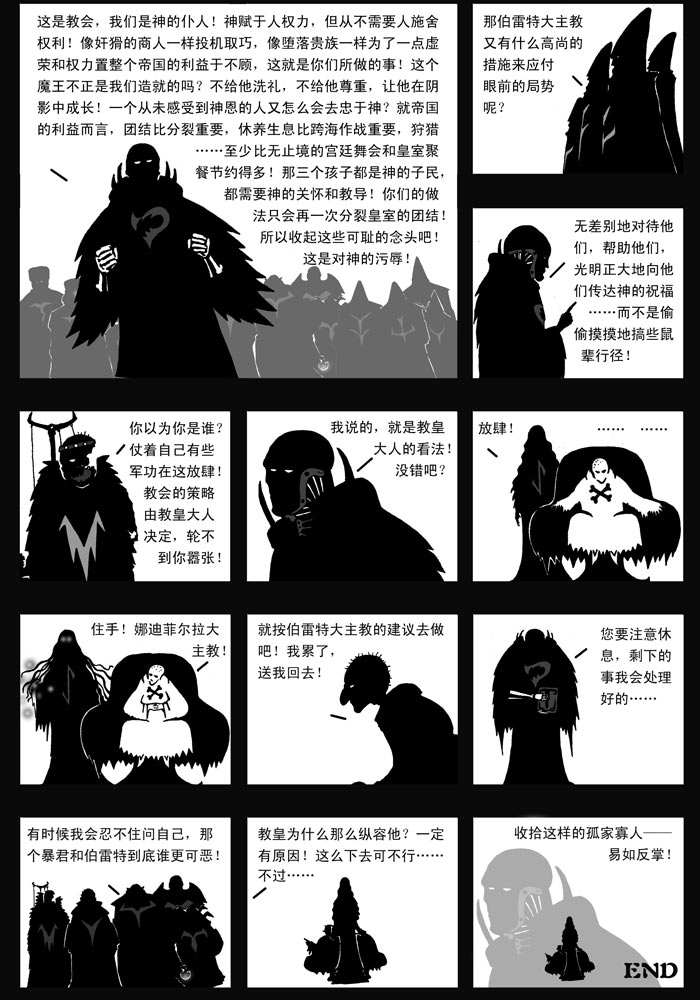 这是教会，我们是神的仆人！神赋于人权力，但从不需要人施舍
权利！像奸猾的商人一样投机取巧，像堕落贵族一样为了一点虚
荣和权力置整个帝国的利益于不顾，这就是你们所做的事！这个
魔王不正是我们造就的吗？不给他洗礼，不给他尊重，让他在阴
影中成长！一个从未感受到神恩的人又怎么会去忠于神？就帝国
的利益而言，团结比分裂重要，休养生息比跨海作战重要，狩猎
……至少比无止境的宫廷舞会和皇室聚
餐节约得多！那三个孩子都是神的子民，
都需要神的关怀和教导！你们的做
法只会再一次分裂皇室的团结！
所以收起这些可耻的念头吧！
这是对神的污辱！
那伯雷特大主教
又有什么高尚的
措施来应付
眼前的局势
呢？
无差别地对待他
们，帮助他们，
光明正大地向他
们传达神的祝福
……而不是偷
偷摸摸地搞些鼠
辈行径！
你以为你是谁？
仗着自己有些
军功在这放肆！
教会的策略
由教皇大人
决定，轮不
到你嚣张！
我说的，就是教皇
大人的看法！
没错吧？
放肆！
…… ……
住手！娜迪菲尔拉大
主教！
就按伯雷特大主教的建议去做
吧！我累了，
送我回去！
您要注意休
息，剩下的
事我会处理
好的……
有时候我会忍不住问自己，那
个暴君和伯雷特到底谁更可恶！
教皇为什么那么纵容他？一定
有原因！这么下去可不行……
不过……
收拾这样的孤家寡人——
易如反掌！
END